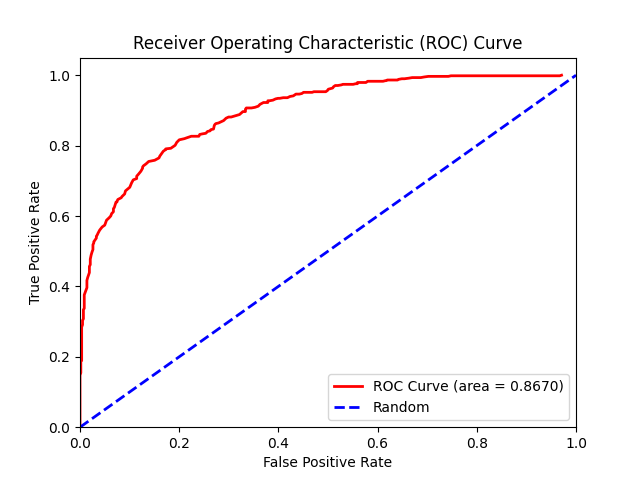 Receiver Operating Characteristic (ROC) Curve
1.0
0.8
0.6
0.4
0.2
0.0
True Positive Rate
0.0 0.2 0.4 0.6 0.8 1.0
False Positive Rate
ROC Curve (area = 0.8670)
Random